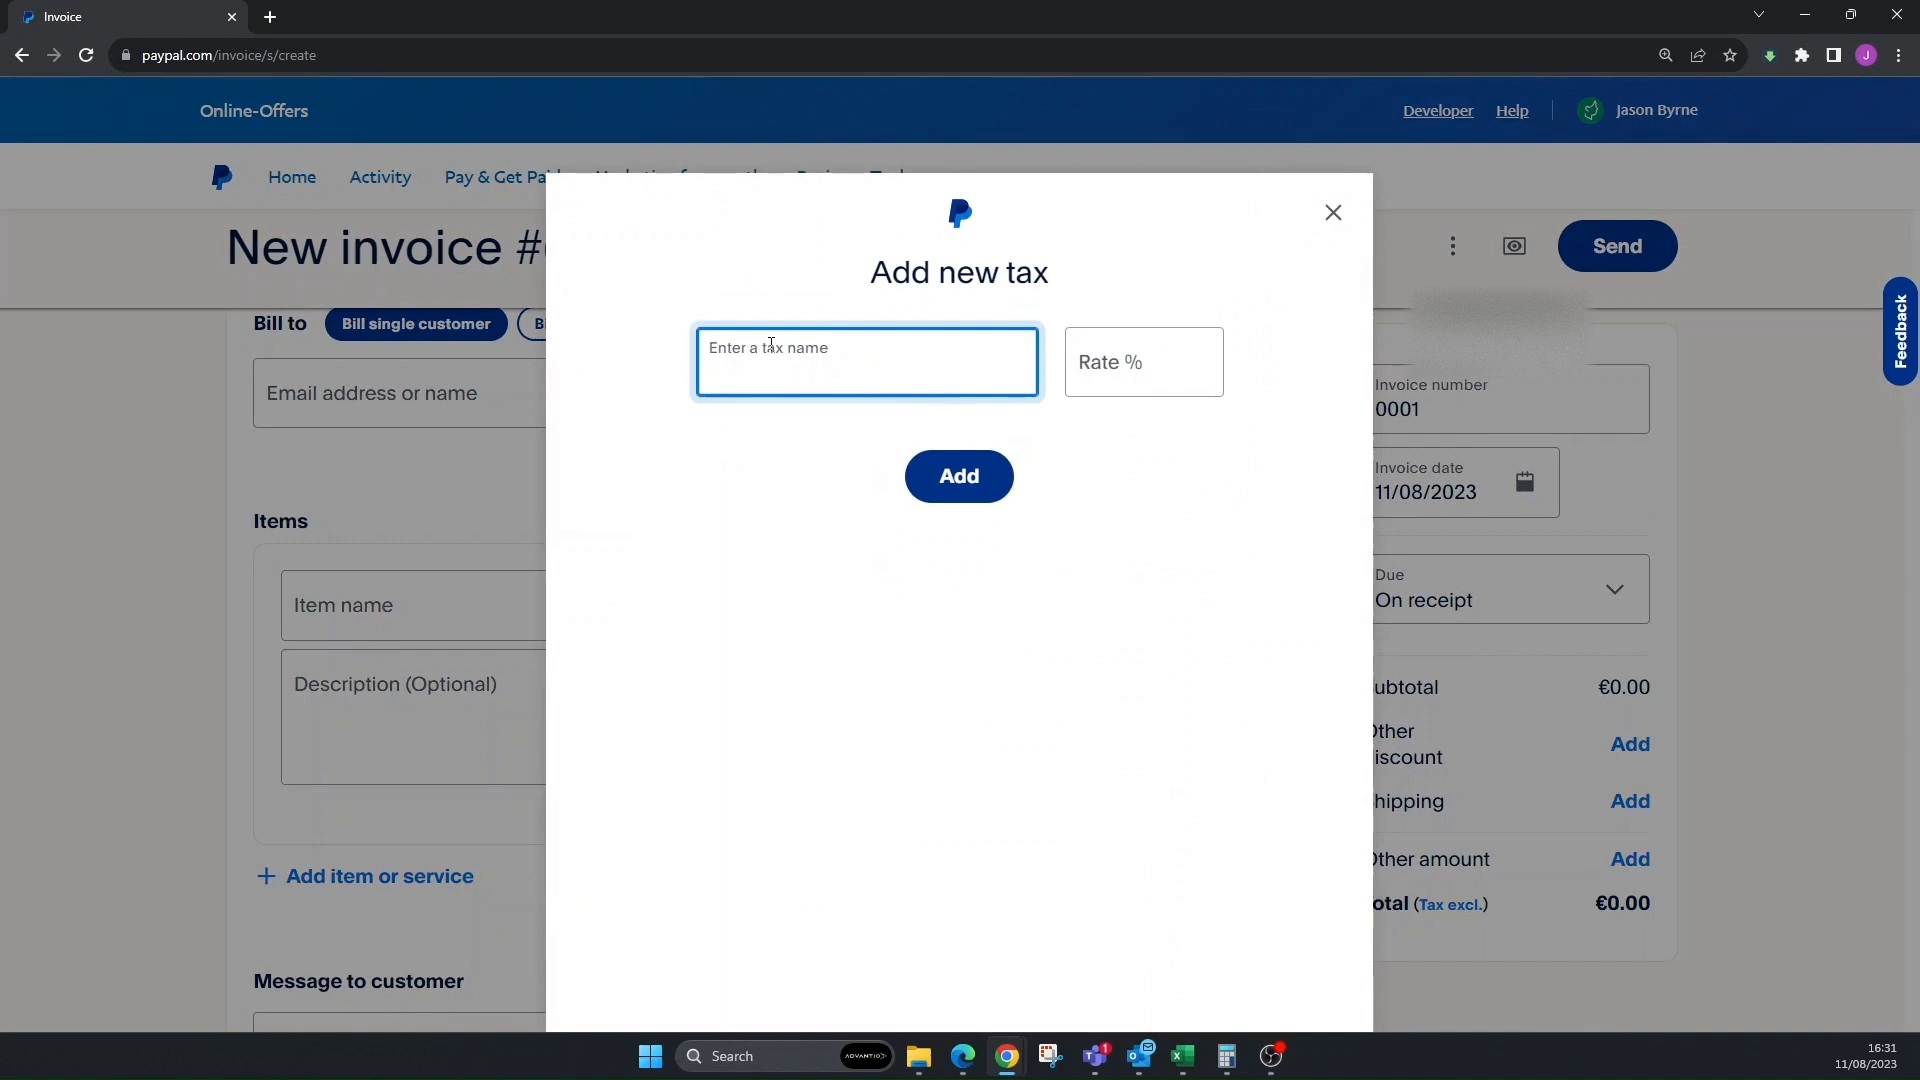 Invoice
paypal.com/invoice/s/create
J
Online-Offers
Developer Help Jason Byrne
Home Activity Pay & Get
New invoice #
Send
Feedback
Add new tax
Enter a tax name
Rate %
Add
Bill to Bill single customer
Email address or name
Items
Item name
Description (Optional)
+ Add item or service
Message to customer
Invoice number
0001
Invoice date
11/08/2023
Due
On receipt
ubtotal €0.00
ther
iscount Add
hipping Add
ther amount Add
otal (Tax excl.) €0.00
Search
ADVANTIO
1
16:31
11/08/2023